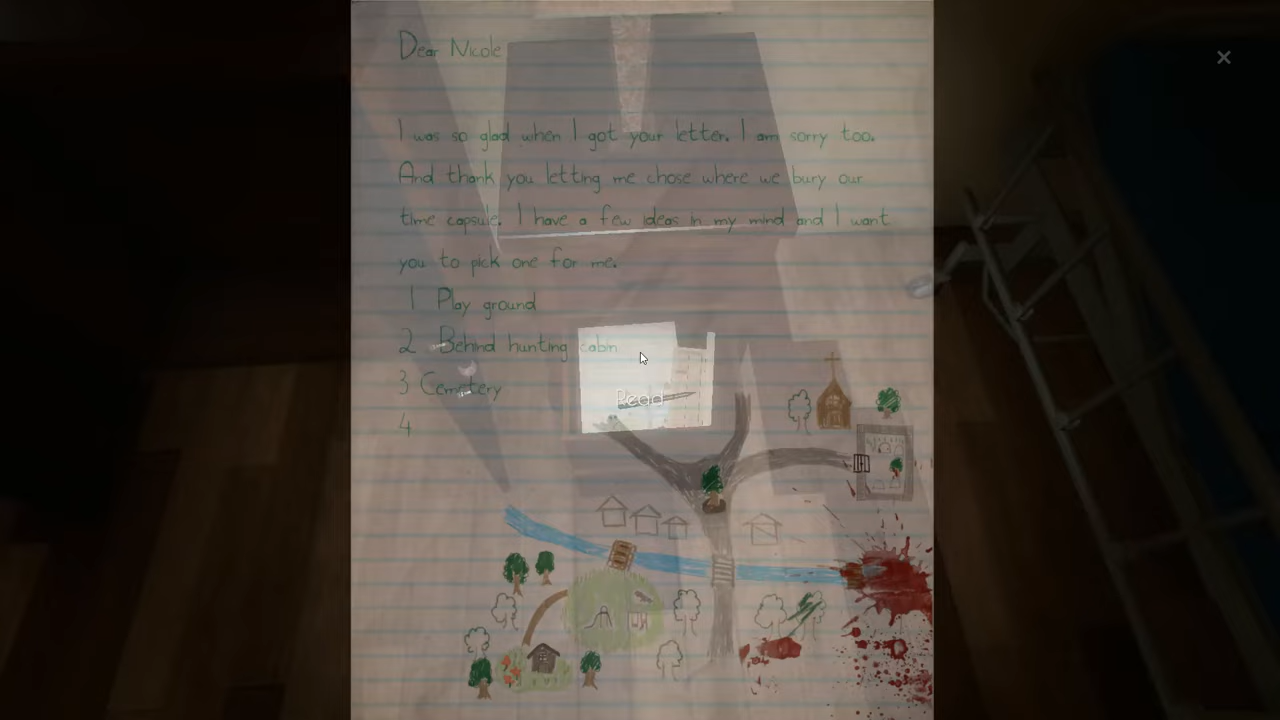 Dear Nicole
I was so glad when I got your letter. I am sorry too.
And thank you letting me chose where we bury our
time capsule. I have a few ideas in my mind and I want
you to pick one for me.
1 Play ground
2 Behind hunting cabin
3 Cemetery
4
Read